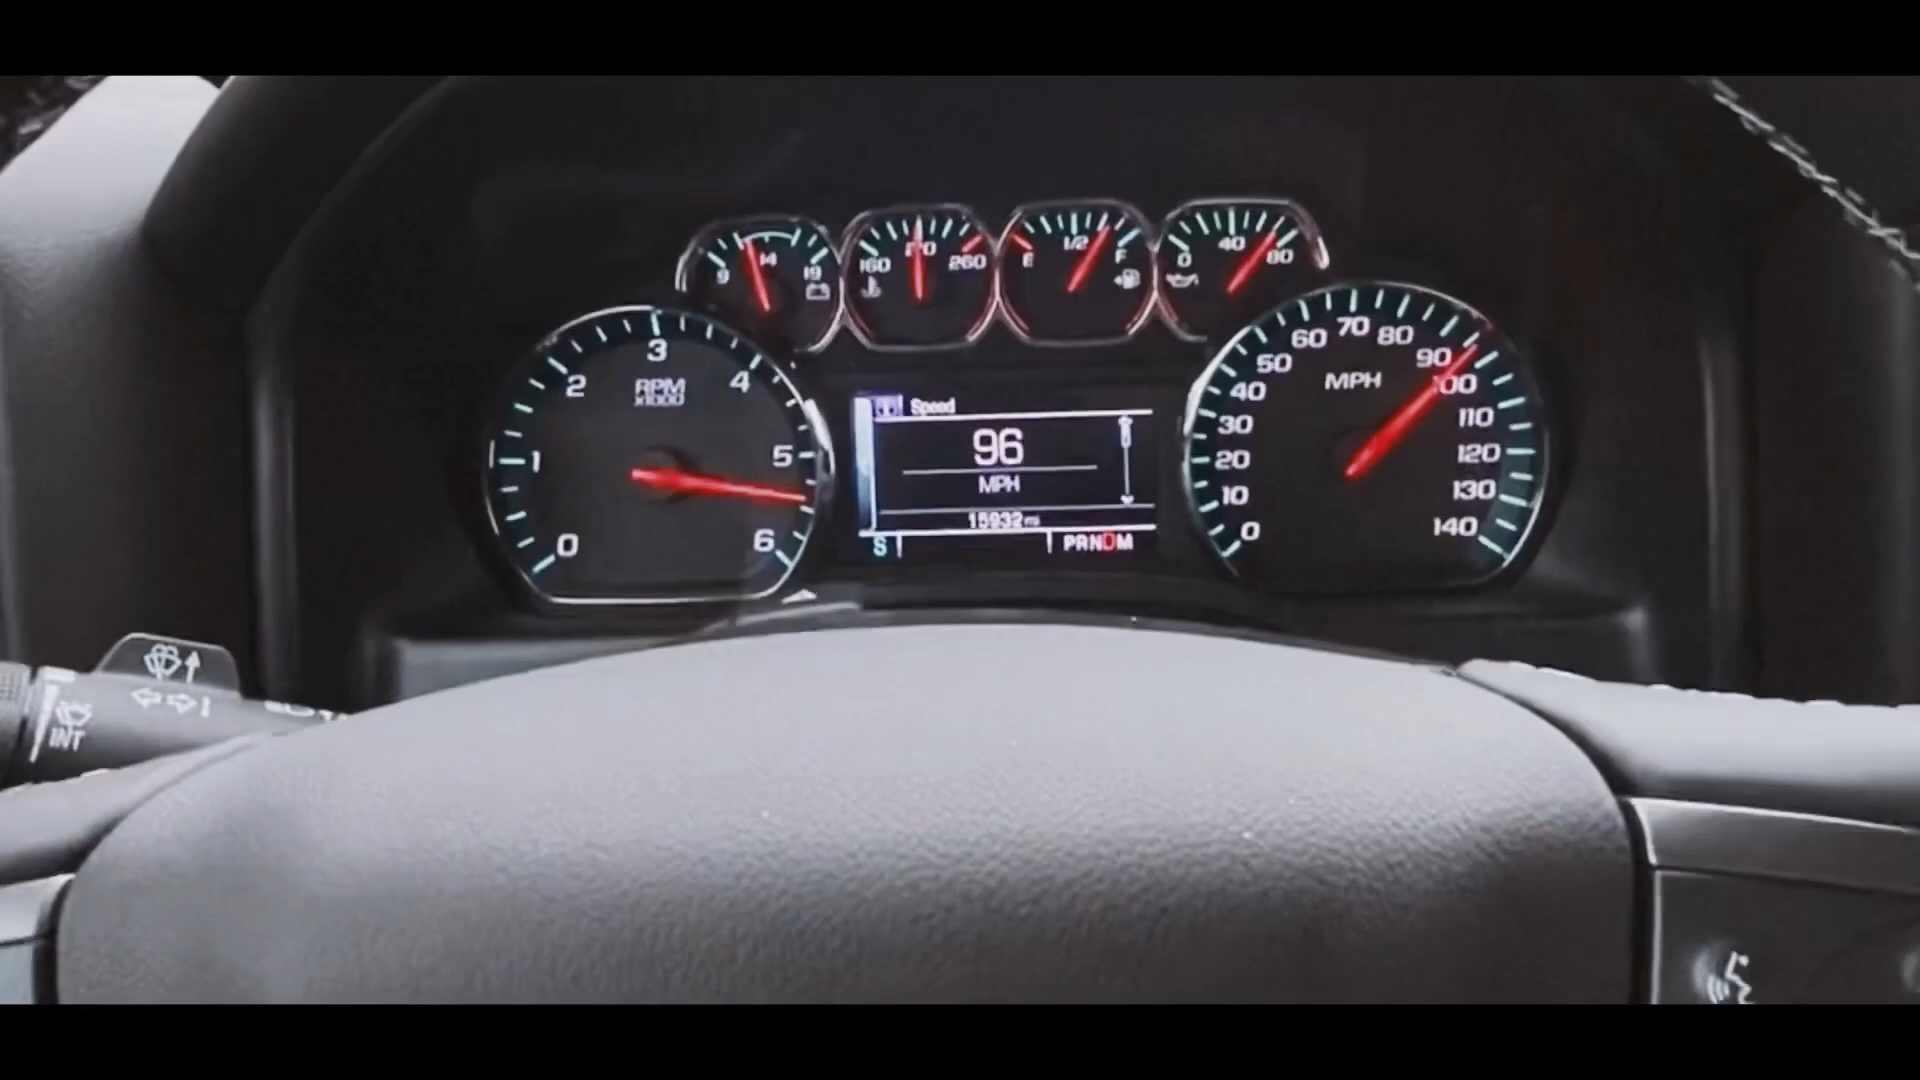 9 14 19
160 210 260
E 1/2 F
0 40 80
0 1 2 3 4 5 6
RPM
x1000
Speed
96
MPH
15932 mi
S
PRNDM
0 10 20 30 40 50 60 70 80 90 100 110 120 130 140
MPH
INT